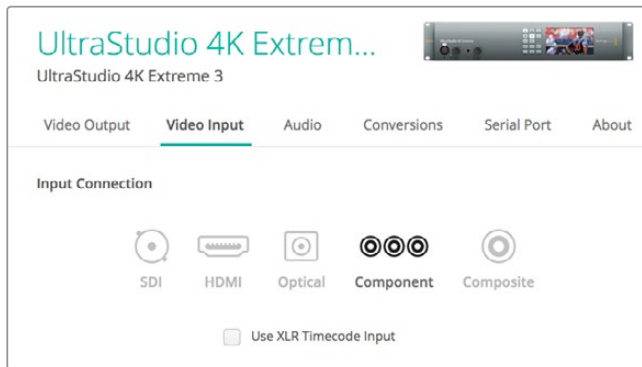 UltraStudio 4K Extrem...
UltraStudio 4K Extreme 3
Video Output Video Input Audio Conversions Serial Port About
Input Connection
SDI HDMI Optical Component Composite
Use XLR Timecode Input